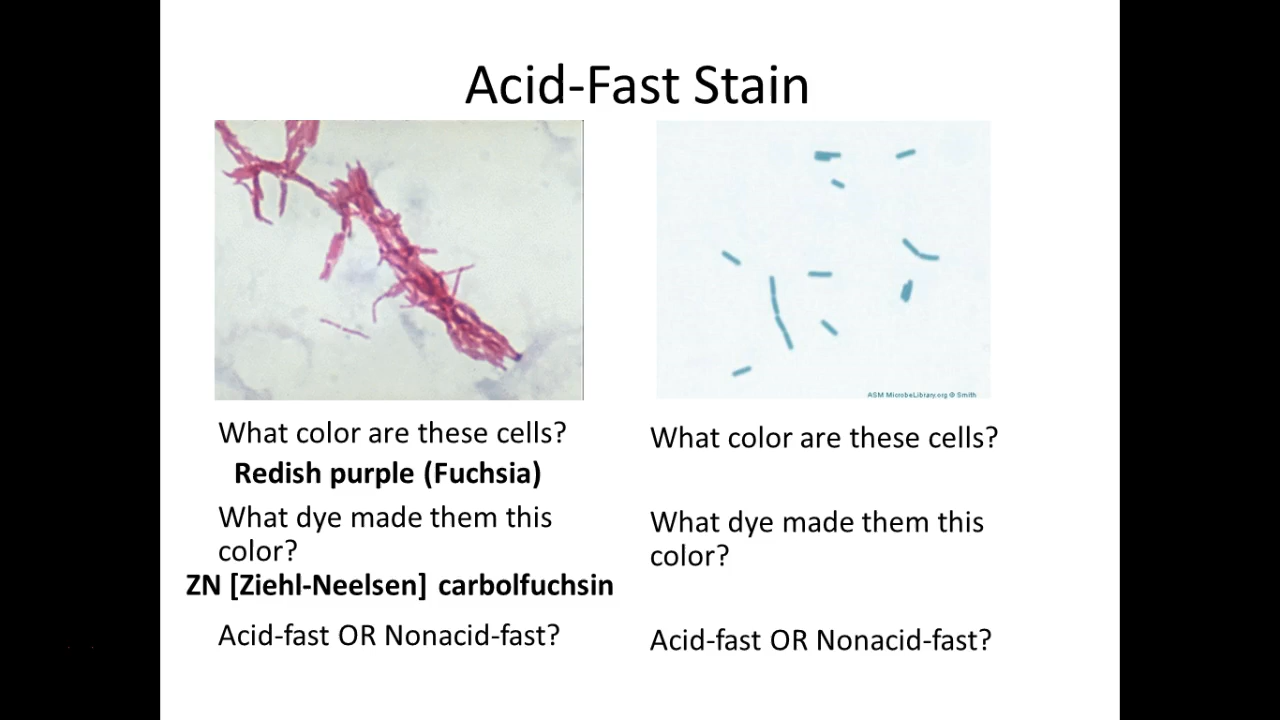 Acid-Fast Stain
ASM MicrobeLibrary.org @ Smith
What color are these cells?
Redish purple (Fuchsia)
What dye made them this
color?
ZN [Ziehl-Neelsen] carbolfuchsin
Acid-fast OR Nonacid-fast?
What color are these cells?
What dye made them this
color?
Acid-fast OR Nonacid-fast?